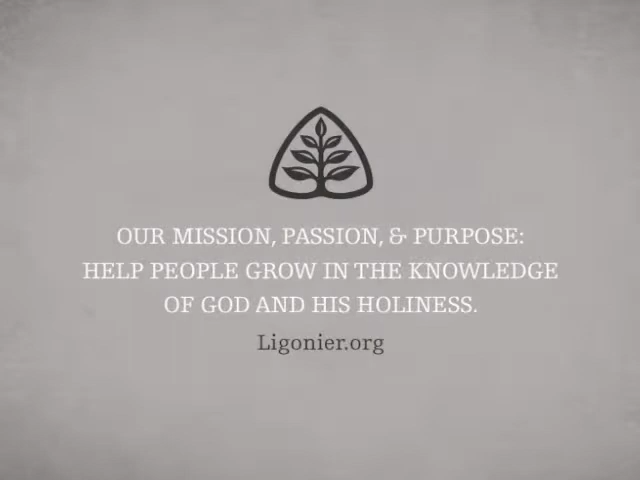 OUR MISSION, PASSION, & PURPOSE:
HELP PEOPLE GROW IN THE KNOWLEDGE
OF GOD AND HIS HOLINESS.
Ligonier.org